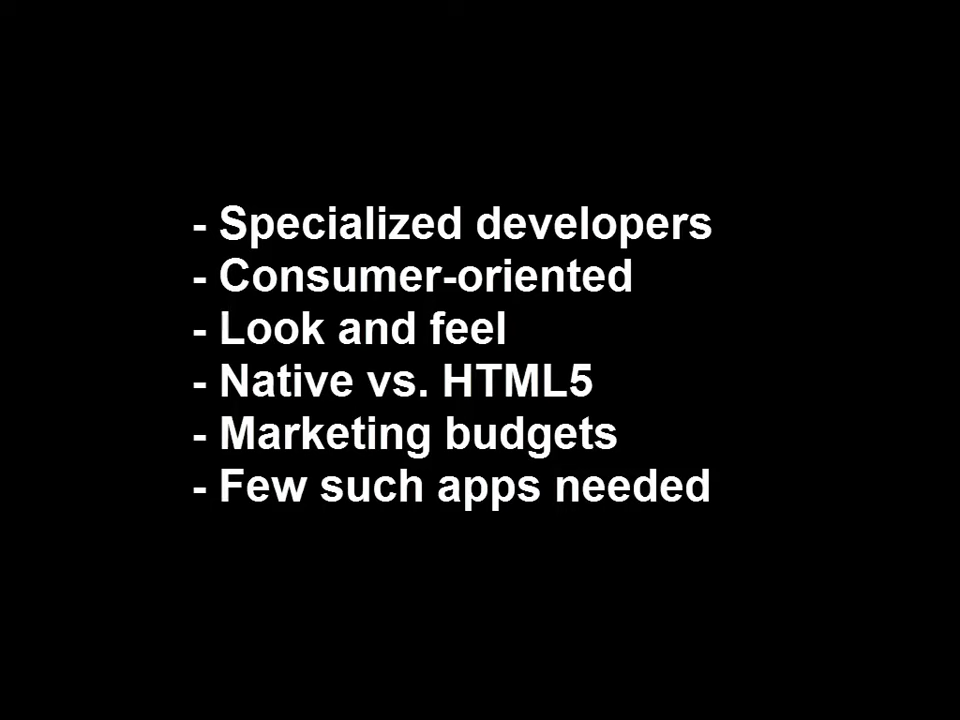 - Specialized developers
- Consumer-oriented
- Look and feel
- Native vs. HTML5
- Marketing budgets
- Few such apps needed